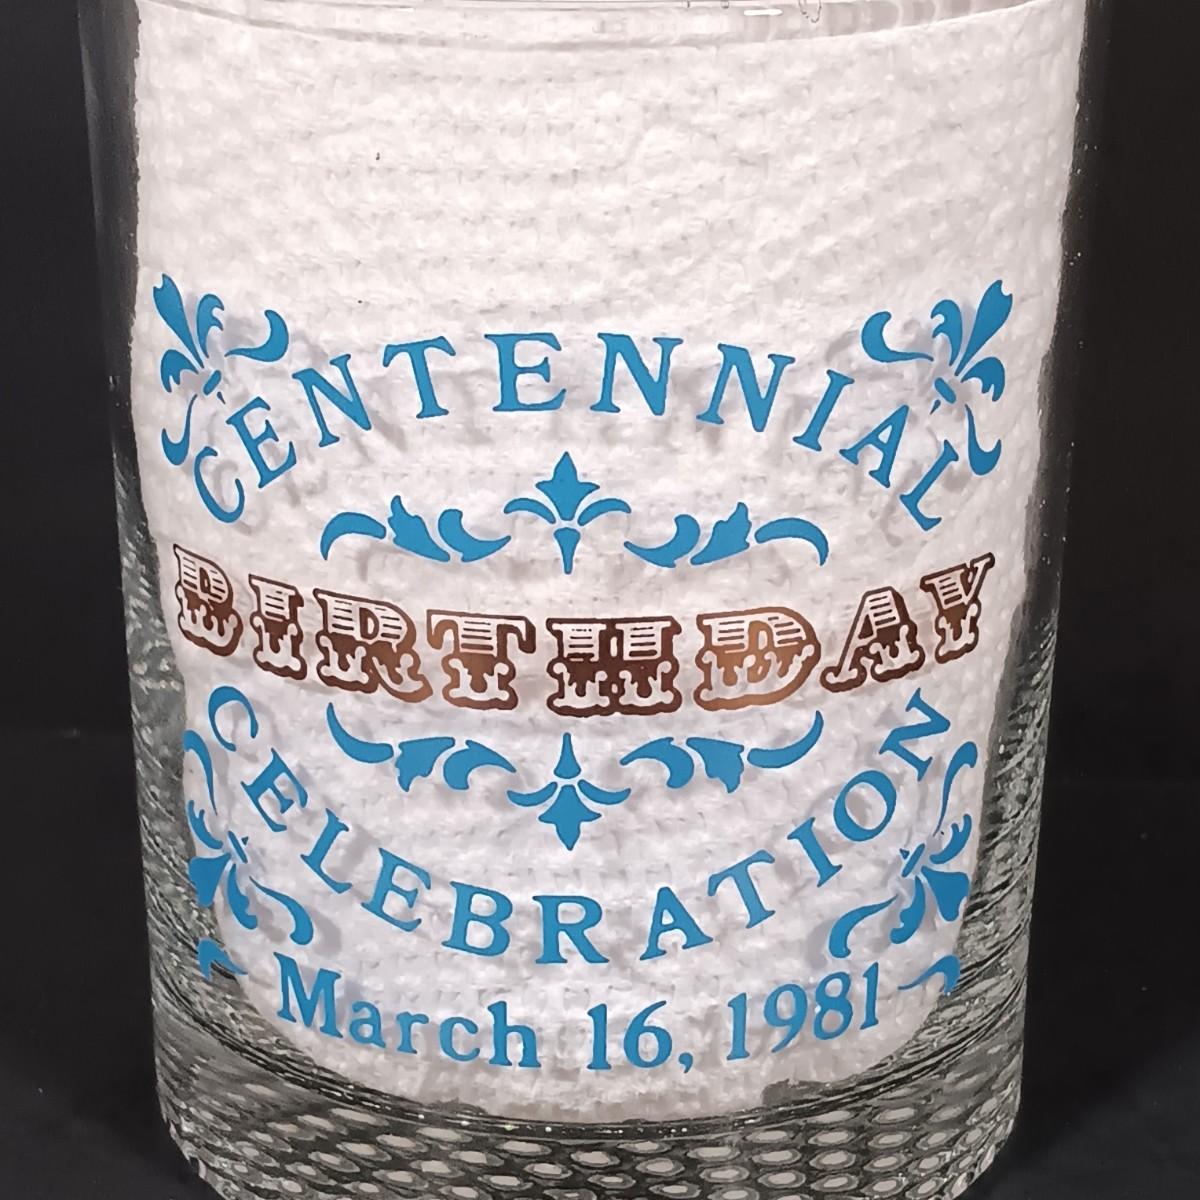 CENTENNIAL
BIRTHDAY
CELEBRATION
March 16, 1981